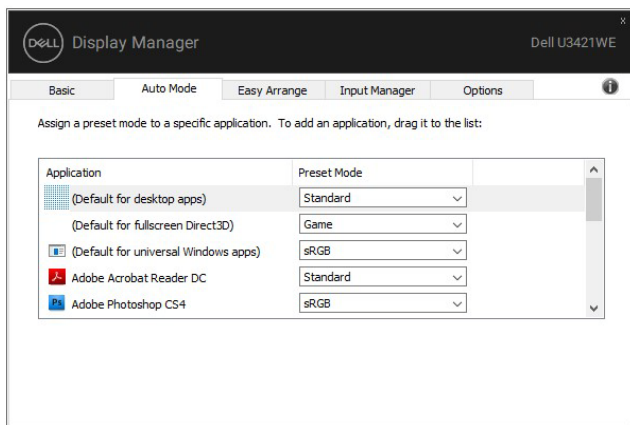 DELL Display Manager
x
Dell U3421WE
Basic Auto Mode Easy Arrange Input Manager Options i
Assign a preset mode to a specific application. To add an application, drag it to the list:
Application Preset Mode
(Default for desktop apps) Standard
(Default for fullscreen Direct3D) Game
(Default for universal Windows apps) sRGB
Adobe Acrobat Reader DC Standard
Ps Adobe Photoshop CS4 sRGB